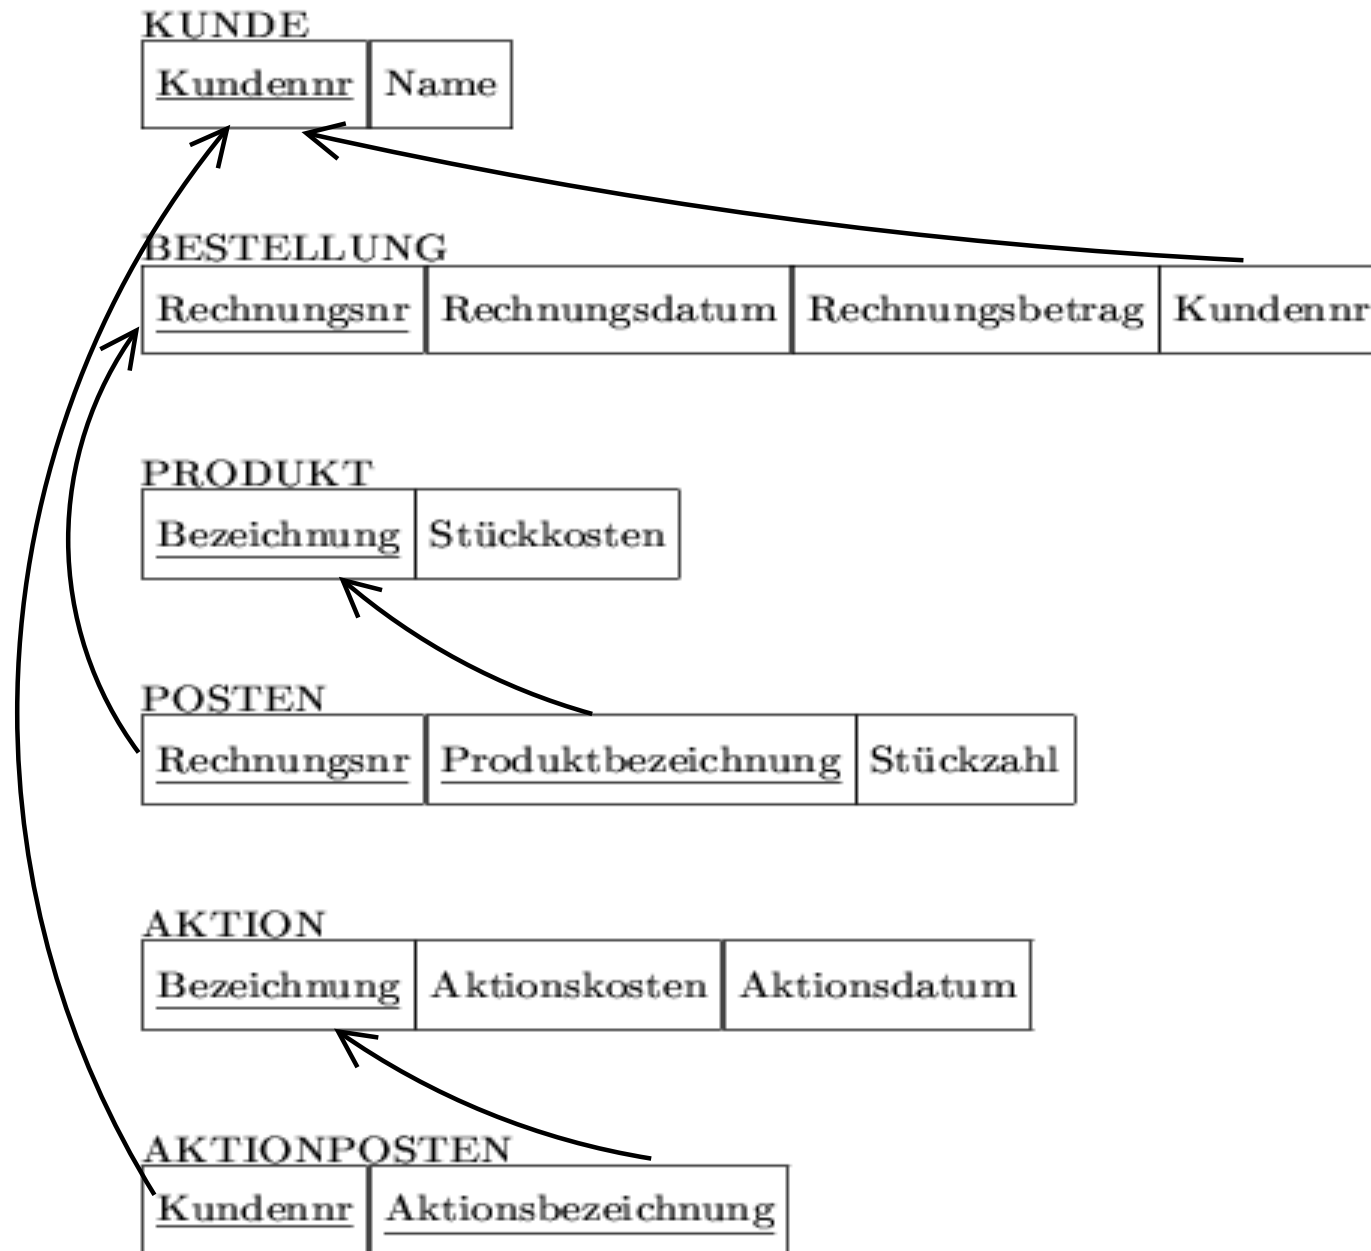 KUNDE
Kundennr Name
BESTELLUNG
Rechnungsnr Rechnungsdatum Rechnungsbetrag Kundennr
PRODUKT
Bezeichnung Stückkosten
POSTEN
Rechnungsnr Produktbezeichnung Stückzahl
AKTION
Bezeichnung Aktionskosten Aktionsdatum
AKTIONPOSTEN
Kundennr Aktionsbezeichnung